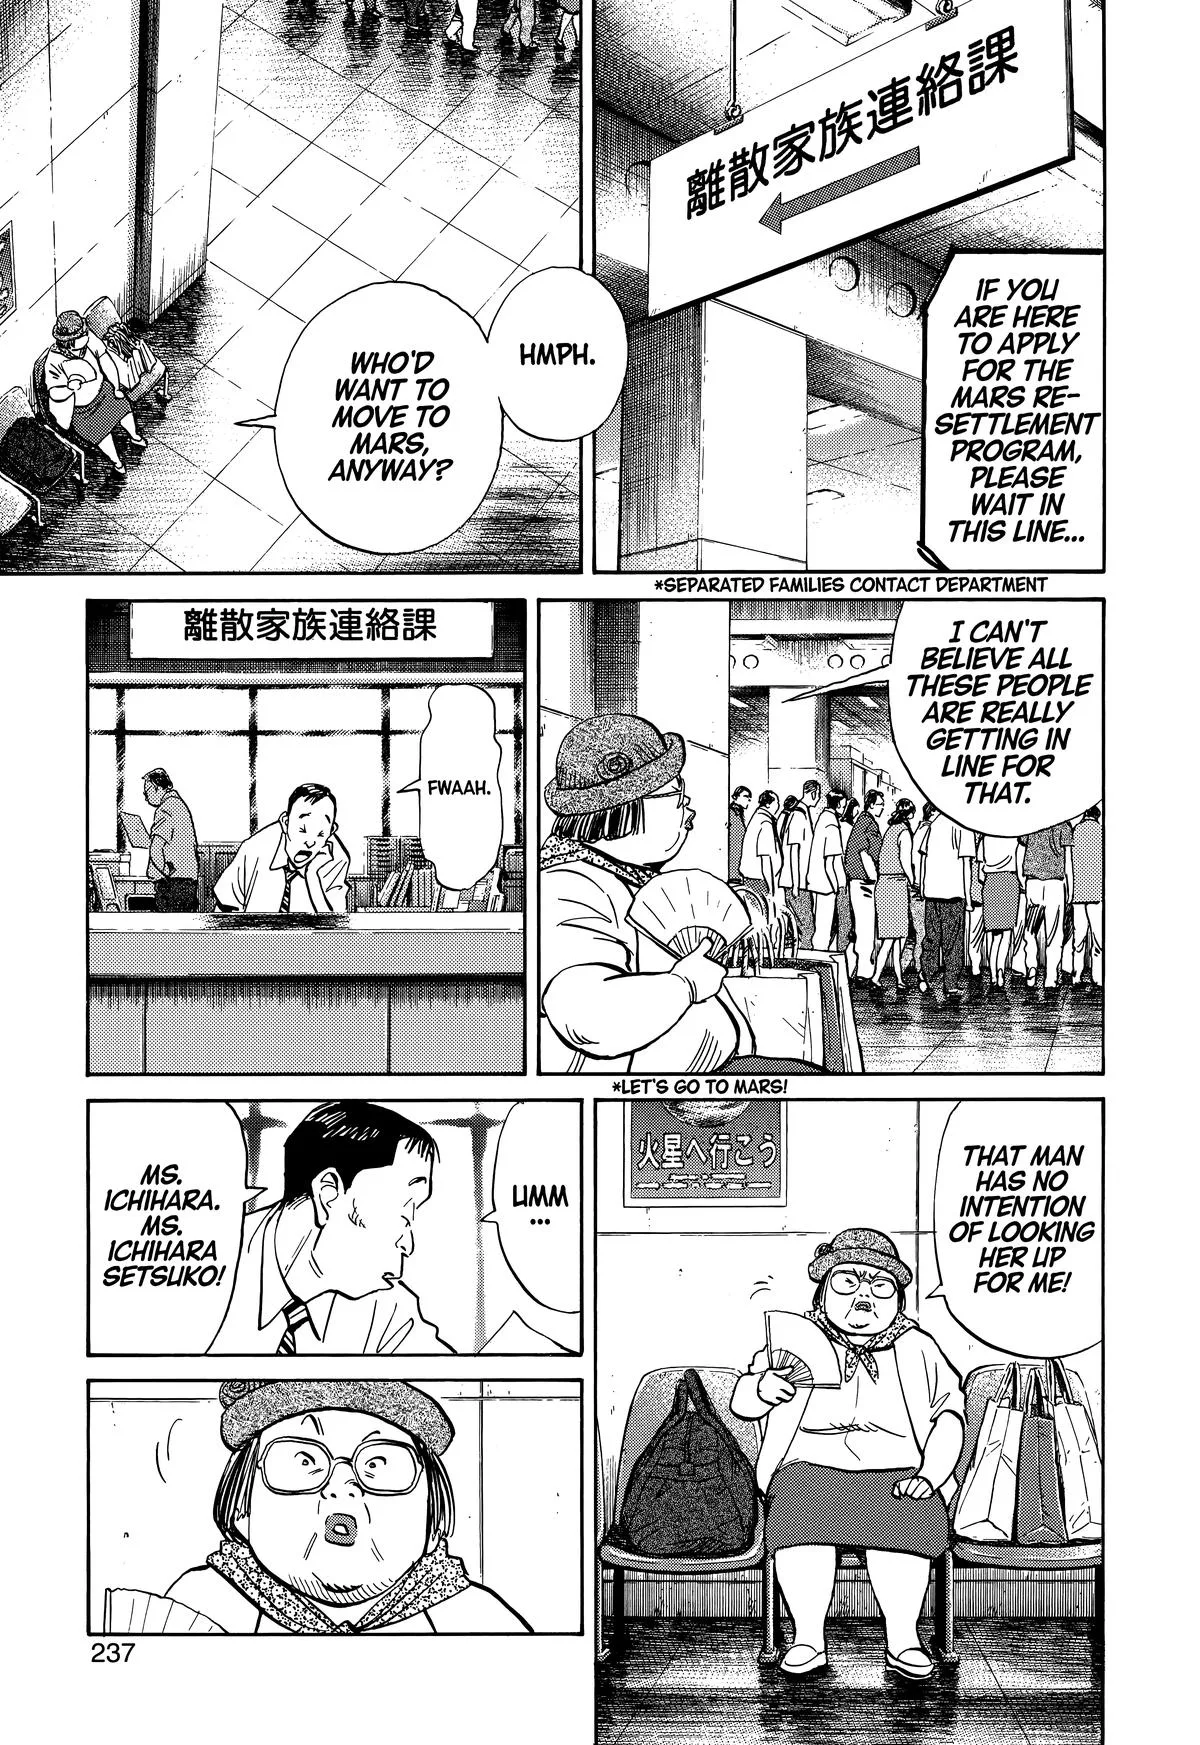 離散家族連絡課
IF YOU
ARE HERE
TO APPLY
FOR THE
MARS RE-
SETTLEMENT
PROGRAM,
PLEASE
WAIT IN
THIS LINE...
HMPH.
WHO'D
WANT TO
MOVE TO
MARS,
ANYWAY?
*SEPARATED FAMILIES CONTACT DEPARTMENT
I CAN'T
BELIEVE ALL
THESE PEOPLE
ARE REALLY
GETTING IN
LINE FOR
THAT.
離散家族連絡課
FWAAH.
*LET'S GO TO MARS!
火星へ行こう
THAT MAN
HAS NO
INTENTION
OF LOOKING
HER UP
FOR ME!
UMM
...
MS.
ICHIHARA.
MS.
ICHIHARA
SETSUKO!
237